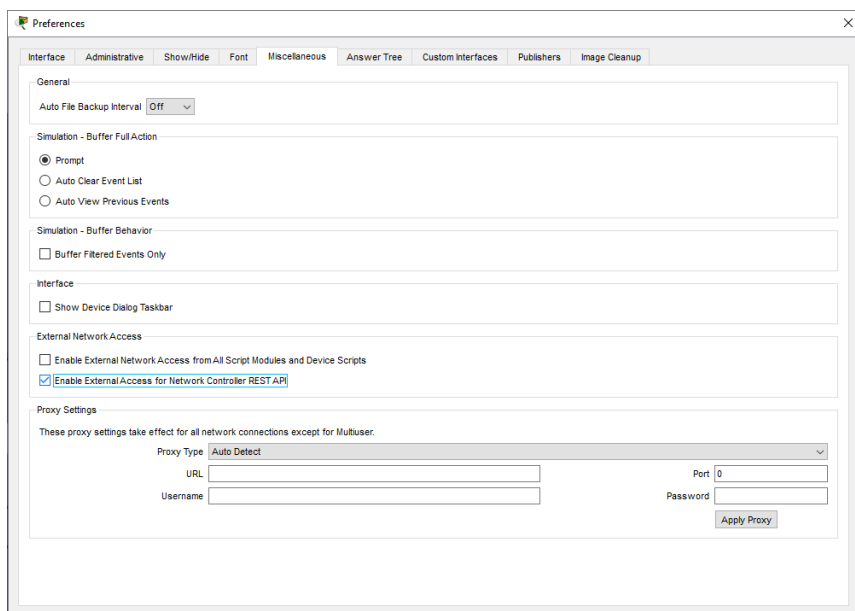 Preferences
Interface Administrative Show/Hide Font Miscellaneous Answer Tree Custom Interfaces Publishers Image Cleanup
General
Auto File Backup Interval Off
Simulation - Buffer Full Action
Prompt
Auto Clear Event List
Auto View Previous Events
Simulation - Buffer Behavior
Buffer Filtered Events Only
Interface
Show Device Dialog Taskbar
External Network Access
Enable External Network Access from All Script Modules and Device Scripts
Enable External Access for Network Controller REST API
Proxy Settings
These proxy settings take effect for all network connections except for Multiuser.
Proxy Type Auto Detect
URL Port 0
Username Password
Apply Proxy